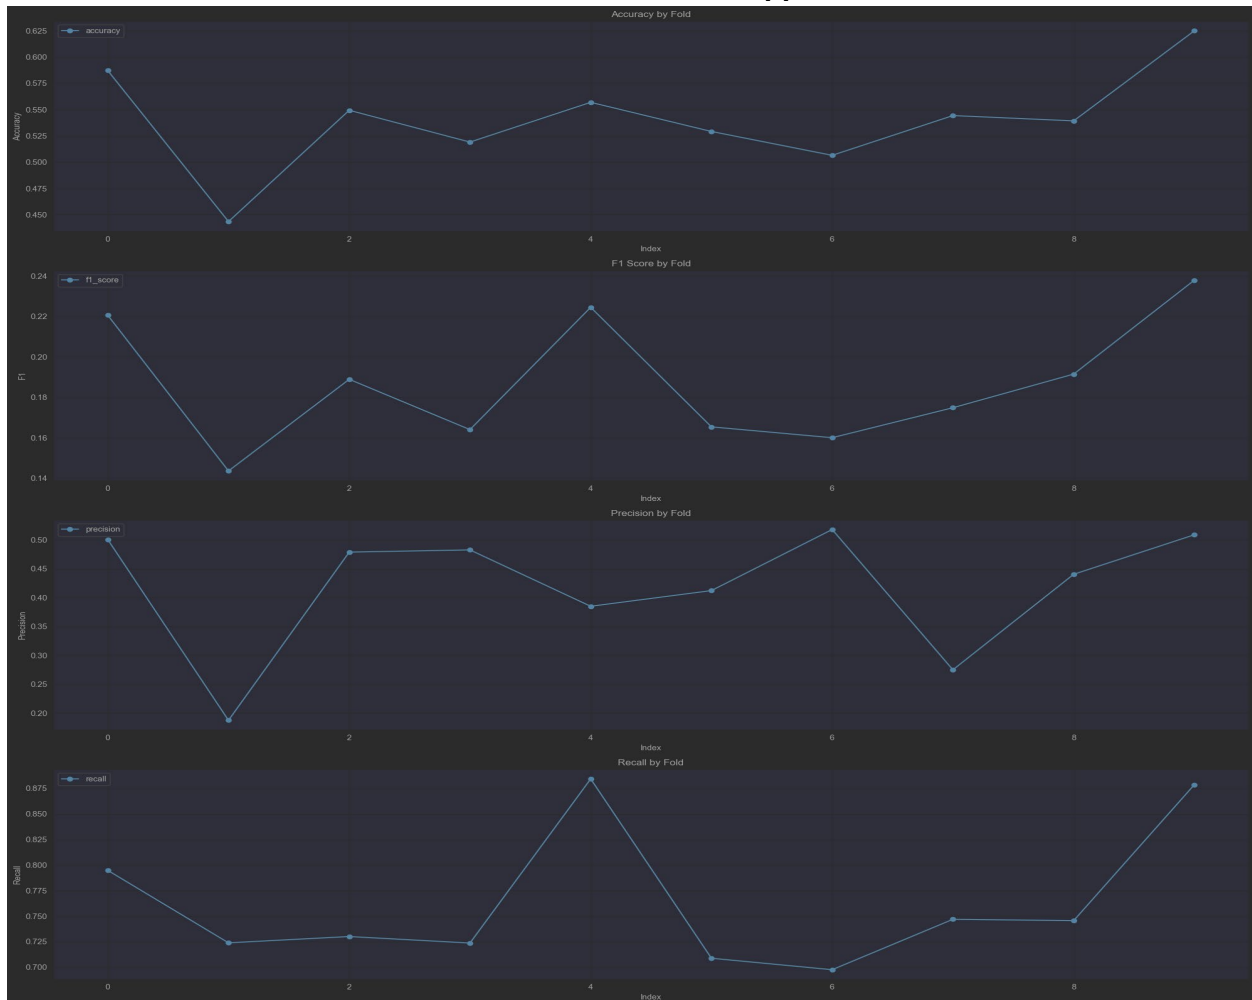 Accuracy by Fold
accuracy
0.625
0.600
0.575
0.550
0.525
0.500
0.475
0.450
Accuracy
0 2 4 6 8
Index
F1 Score by Fold
f1_score
0.24
0.22
0.20
0.18
0.16
0.14
F1
0 2 4 6 8
Index
Precision by Fold
precision
0.50
0.45
0.40
0.35
0.30
0.25
0.20
Precision
0 2 4 6 8
Index
Recall by Fold
recall
0.875
0.850
0.825
0.800
0.775
0.750
0.725
0.700
Recall
0 2 4 6 8
Index